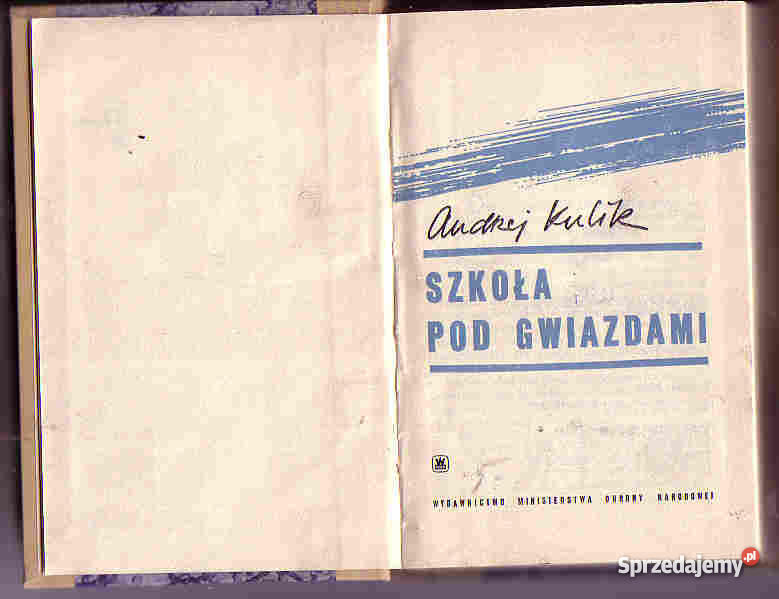 Andrzej Kulik
SZKOŁA
POD GWIAZDAMI
WYDAWNICTWO MINISTERSTWA OBRONY NARODOWEJ
Sprzedajemy.pl